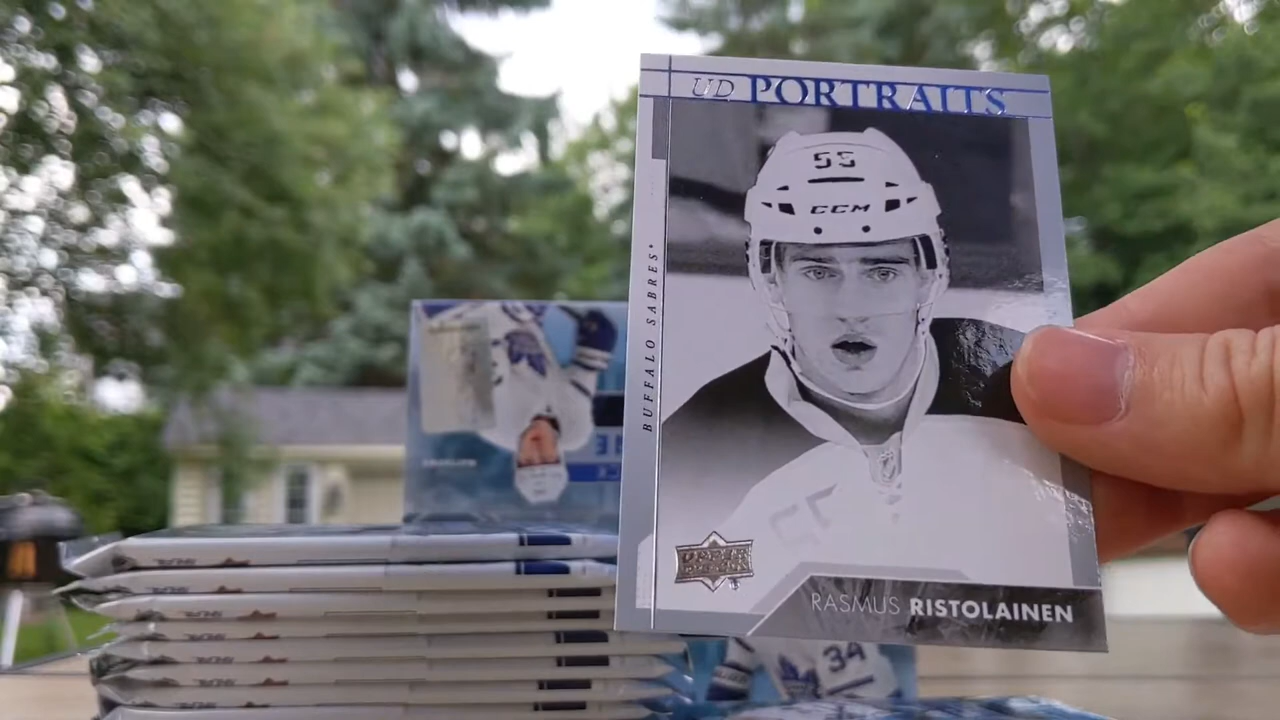 UD PORTRAITS
55
CCM
BUFFALO SABRES
UPPER DECK
RASMUS RISTOLAINEN
34